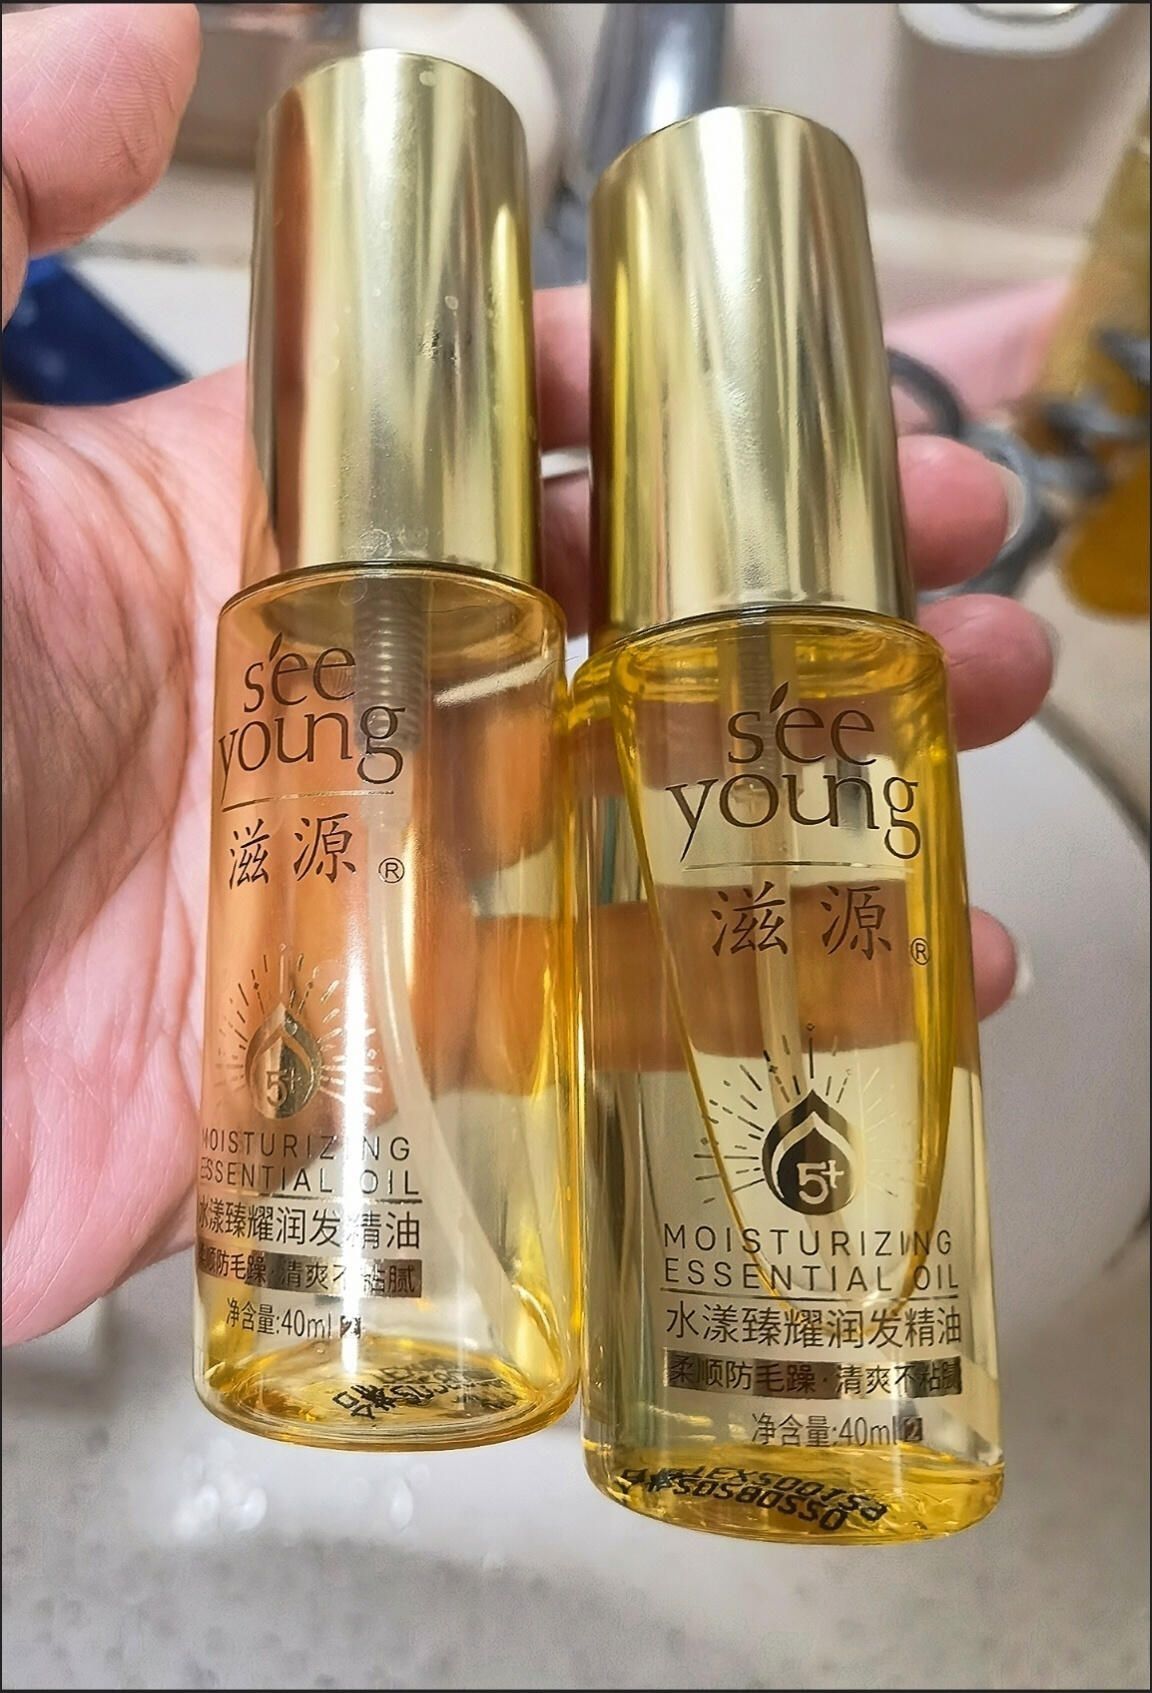 s'ee
young
滋源®
5+
MOISTURIZING
ESSENTIAL OIL
水漾臻耀润发精油
柔顺防毛躁·清爽不粘腻
净含量:40ml
s'ee
young
滋源®
5+
MOISTURIZING
ESSENTIAL OIL
水漾臻耀润发精油
柔顺防毛躁·清爽不粘腻
净含量:40ml 2